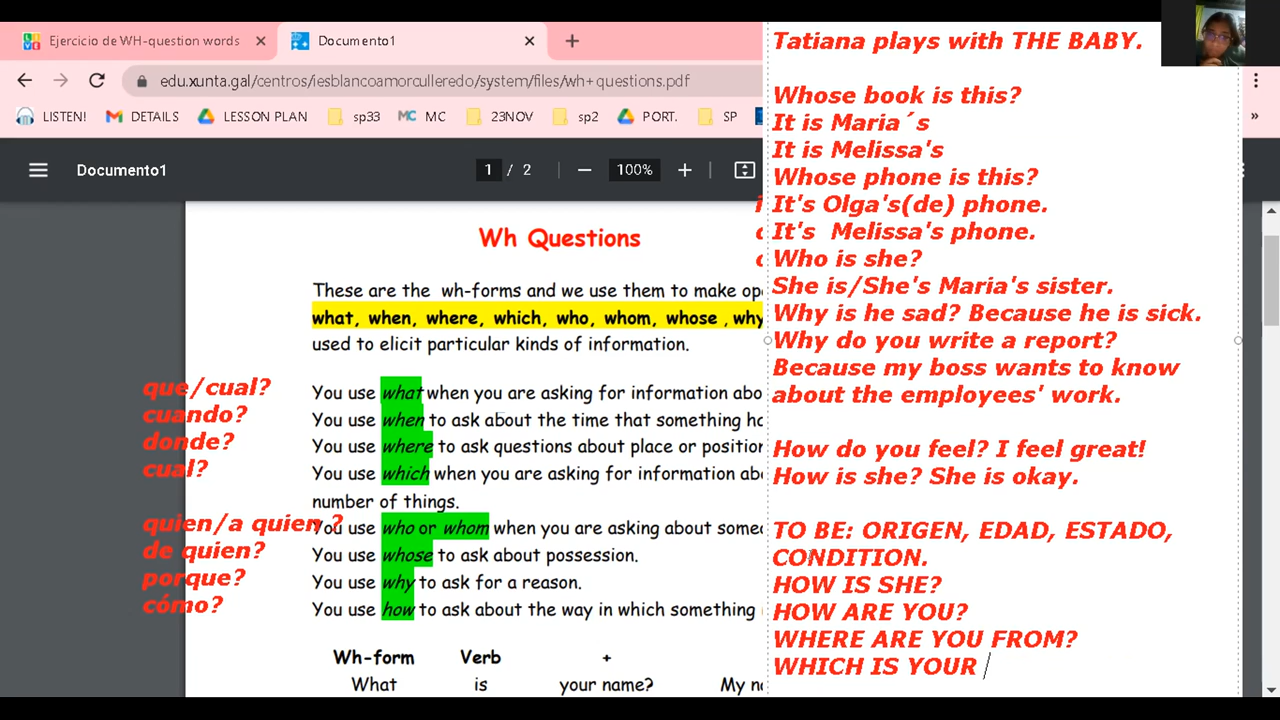 Ejercicio de WH-question words
Documento1
edu.xunta.gal/centros/iesblancoamorculleredo/system/files/wh+questions.pdf
LISTEN! DETAILS LESSON PLAN sp33 MC MC 23NOV sp2 PORT. SP »
Documento1 1 / 2 100%
Wh Questions
These are the wh-forms and we use them to make
what, when, where, which, who, whom, whose , why
used to elicit particular kinds of information.
que/cual?
You use what when you are asking for information
cuando?
You use when to ask about the time that something
donde?
You use where to ask questions about place or position
cual?
You use which when you are asking for information
number of things.
quien/a quien ?
You use who or whom when you are asking about
de quien?
You use whose to ask about possession.
porque?
You use why to ask for a reason.
cómo?
You use how to ask about the way in which something
Wh-form Verb +
What is your name? My
Tatiana plays with THE BABY.
Whose book is this?
It is Maria´s
It is Melissa's
Whose phone is this?
It's Olga's(de) phone.
It's Melissa's phone.
Who is she?
She is/She's Maria's sister.
Why is he sad? Because he is sick.
Why do you write a report?
Because my boss wants to know
about the employees' work.
How do you feel? I feel great!
How is she? She is okay.
TO BE: ORIGEN, EDAD, ESTADO,
CONDITION.
HOW IS SHE?
HOW ARE YOU?
WHERE ARE YOU FROM?
WHICH IS YOUR